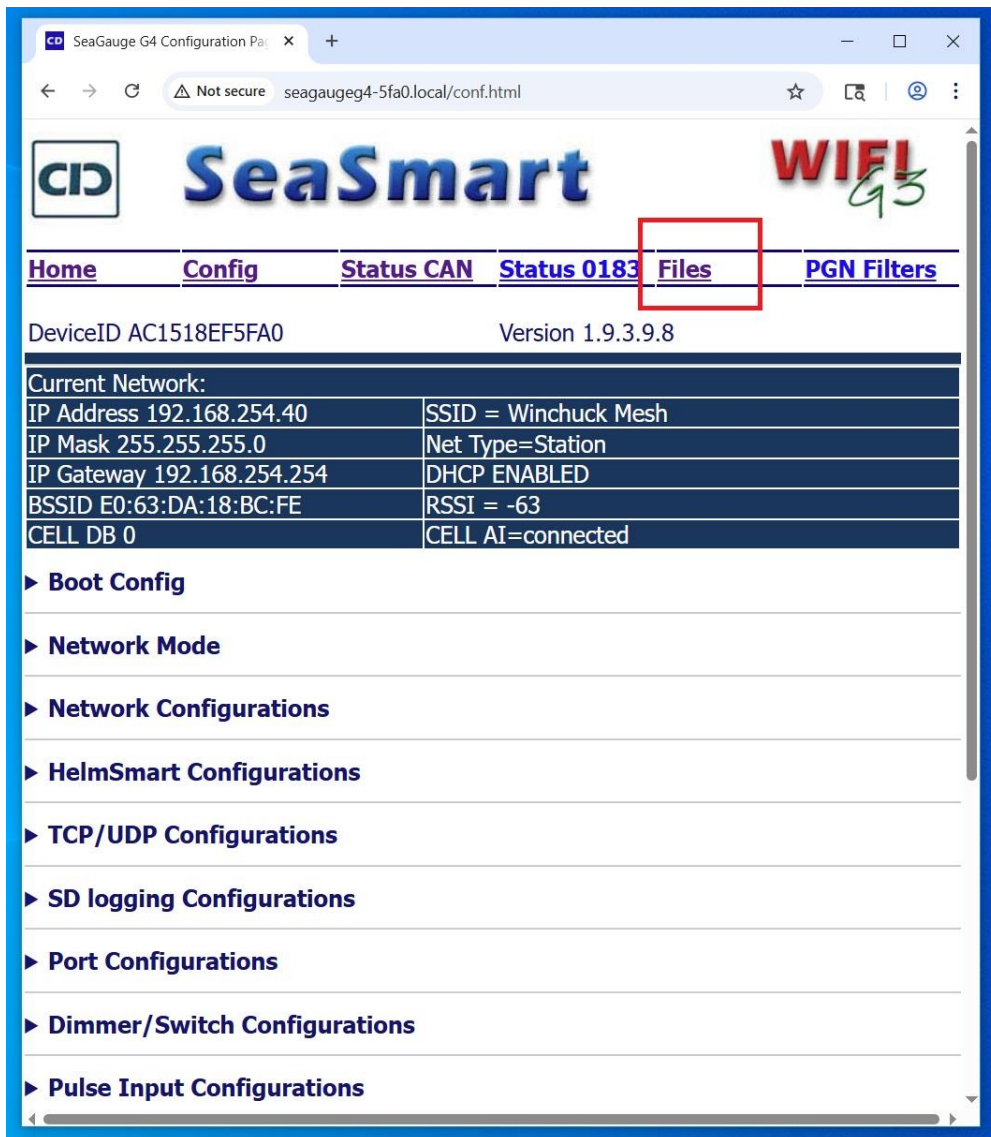 CD SeaGauge G4 Configuration Pag
Not secure seagaugeg4-5fa0.local/conf.html
CD SeaSmart WIFI G3
Home Config Status CAN Status 0183 Files PGN Filters
DeviceID AC1518EF5FA0 Version 1.9.3.9.8
Current Network:
IP Address 192.168.254.40 SSID = Winchuck Mesh
IP Mask 255.255.255.0 Net Type=Station
IP Gateway 192.168.254.254 DHCP ENABLED
BSSID E0:63:DA:18:BC:FE RSSI = -63
CELL DB 0 CELL AI=connected
Boot Config
Network Mode
Network Configurations
HelmSmart Configurations
TCP/UDP Configurations
SD logging Configurations
Port Configurations
Dimmer/Switch Configurations
Pulse Input Configurations